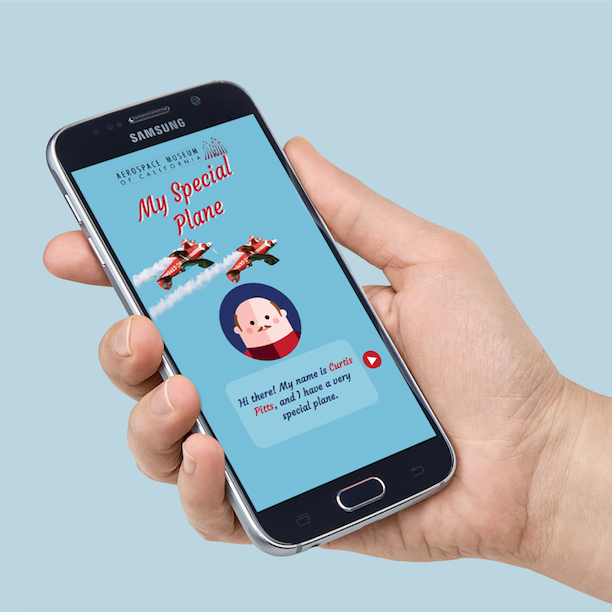 SAMSUNG
AEROSPACE MUSEUM
OF CALIFORNIA
My Special
Plane
Hi there! My name is Curtis
Pitts, and I have a very
special plane.